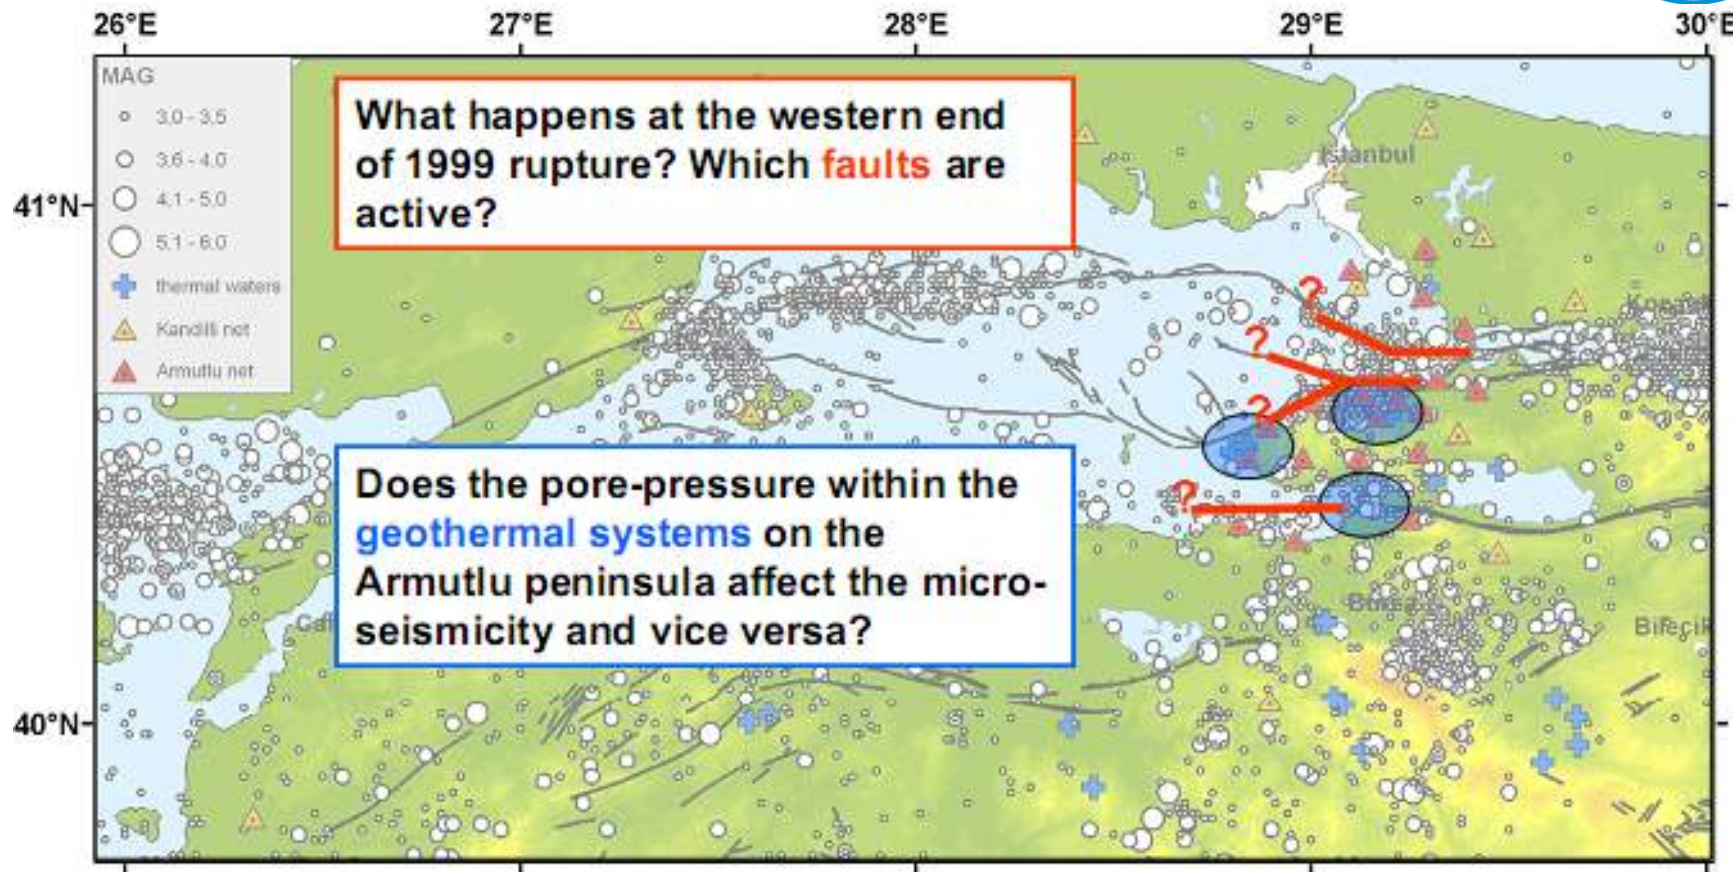 26°E 27°E 28°E 29°E 30°E
MAG
3.0 - 3.5
3.6 - 4.0
4.1 - 5.0
5.1 - 6.0
thermal waters
Kandilli net
Armutlu net
What happens at the western end
of 1999 rupture? Which faults are
active?
Istanbul
41°N
?
?
?
?
Does the pore-pressure within the
geothermal systems on the
Armutlu peninsula affect the micro-
seismicity and vice versa?
Bursa
Bilecik
40°N